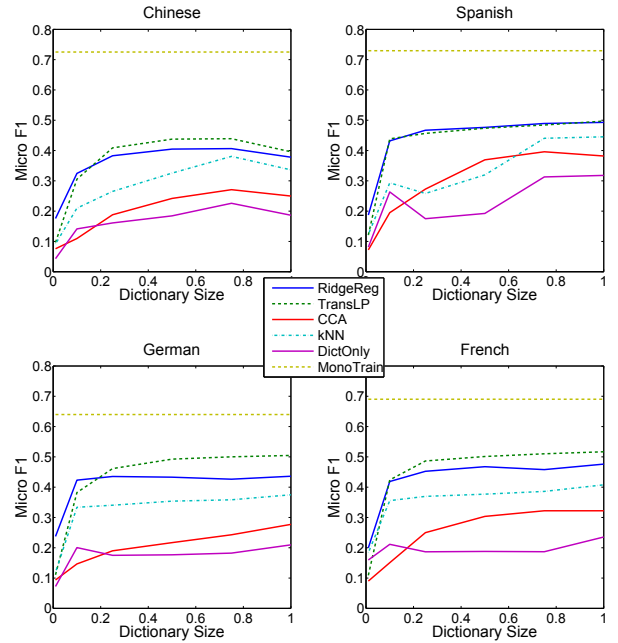 Chinese
0.8
0.7
0.6
0.5
0.4
0.3
0.2
0.1
0
Micro F1
0 0.2 0.4 0.6 0.8 1
Dictionary Size
Spanish
0.8
0.7
0.6
0.5
0.4
0.3
0.2
0.1
0
Micro F1
0 0.2 0.4 0.6 0.8 1
Dictionary Size
RidgeReg
TransLP
CCA
kNN
DictOnly
MonoTrain
German
0.8
0.7
0.6
0.5
0.4
0.3
0.2
0.1
0
Micro F1
0 0.2 0.4 0.6 0.8 1
Dictionary Size
French
0.8
0.7
0.6
0.5
0.4
0.3
0.2
0.1
0
Micro F1
0 0.2 0.4 0.6 0.8 1
Dictionary Size